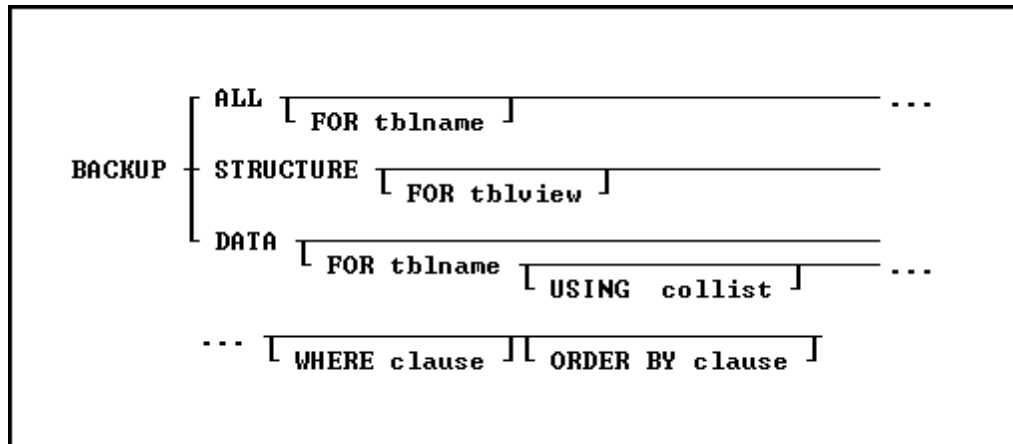 ALL ...
FOR tblname
BACKUP STRUCTURE
FOR tblview
DATA
FOR tblname ...
USING collist
... WHERE clause ORDER BY clause